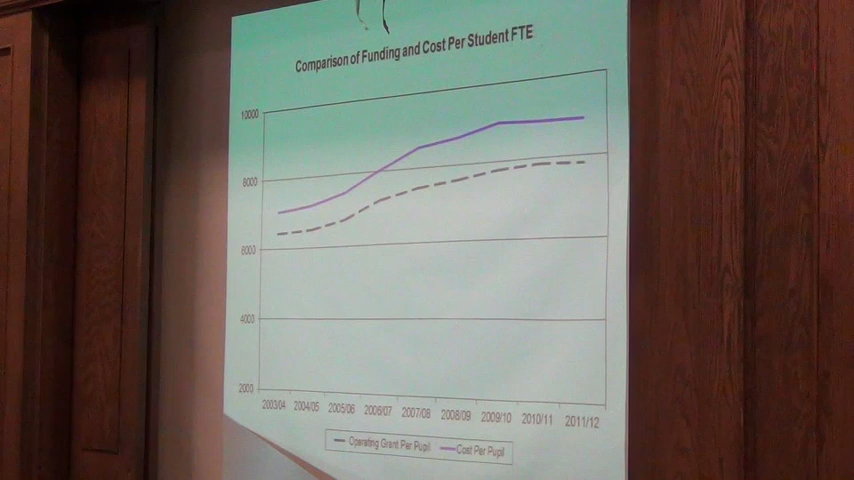 Comparison of Funding and Cost Per Student FTE
10000
8000
6000
4000
2000
2003/04 2004/05 2005/06 2006/07 2007/08 2008/09 2009/10 2010/11 2011/12
Operating Grant Per Pupil Cost Per Pupil